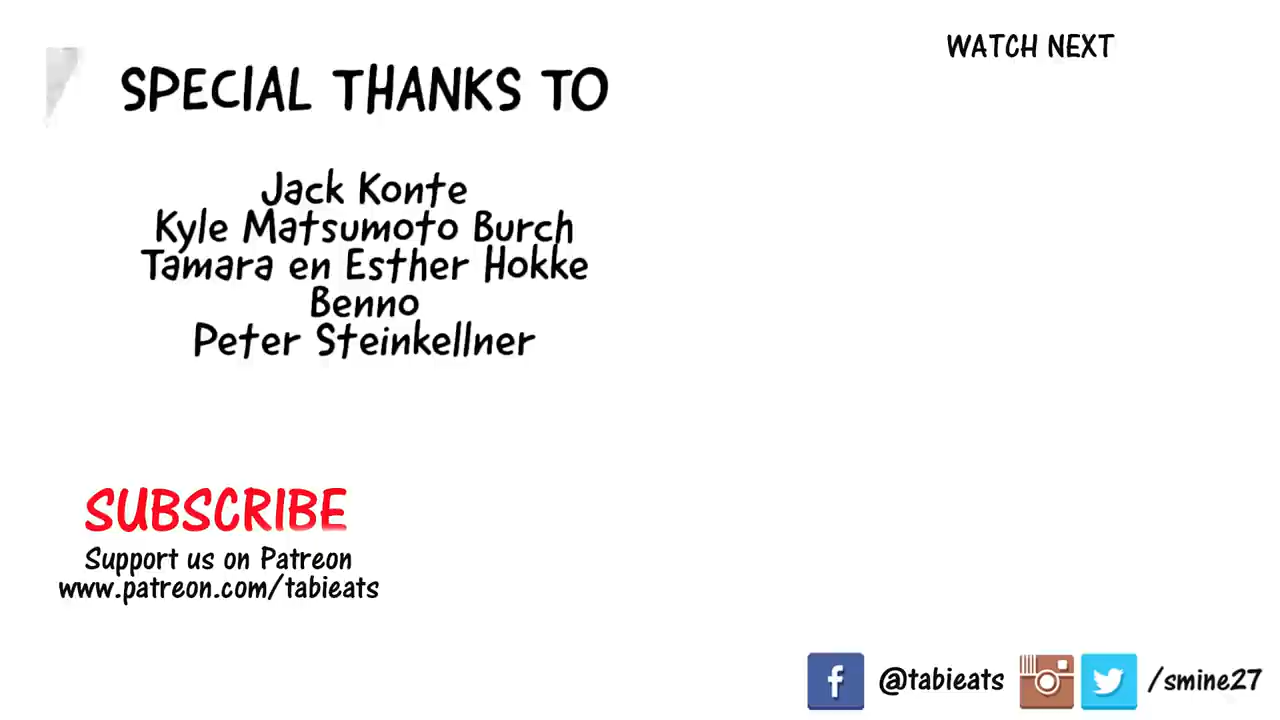 WATCH NEXT
SPECIAL THANKS TO
Jack Konte
Kyle Matsumoto Burch
Tamara en Esther Hokke
Benno
Peter Steinkellner
SUBSCRIBE
Support us on Patreon
www.patreon.com/tabieats
@tabieats /smine27